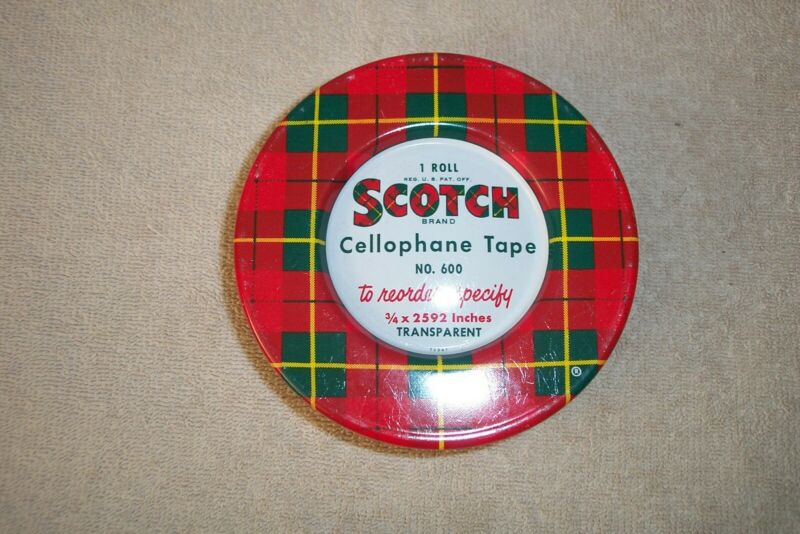 1 ROLL
REG. U. S. PAT. OFF.
SCOTCH
BRAND
Cellophane Tape
NO. 600
to reorder specify
3/4 x 2592 Inches
TRANSPARENT
®